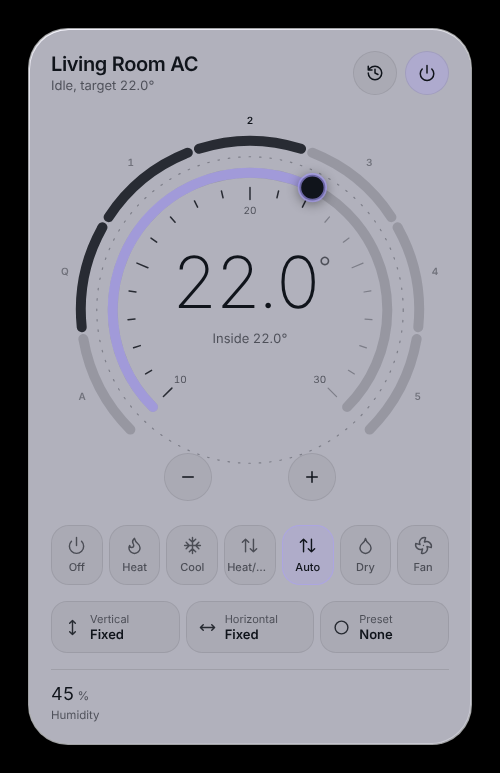 Living Room AC
Idle, target 22.0°
2
1
3
20
Q
4
22.0°
Inside 22.0°
10
30
A
5
Off
Heat
Cool
Heat/...
Auto
Dry
Fan
Vertical
Fixed
Horizontal
Fixed
Preset
None
45 %
Humidity